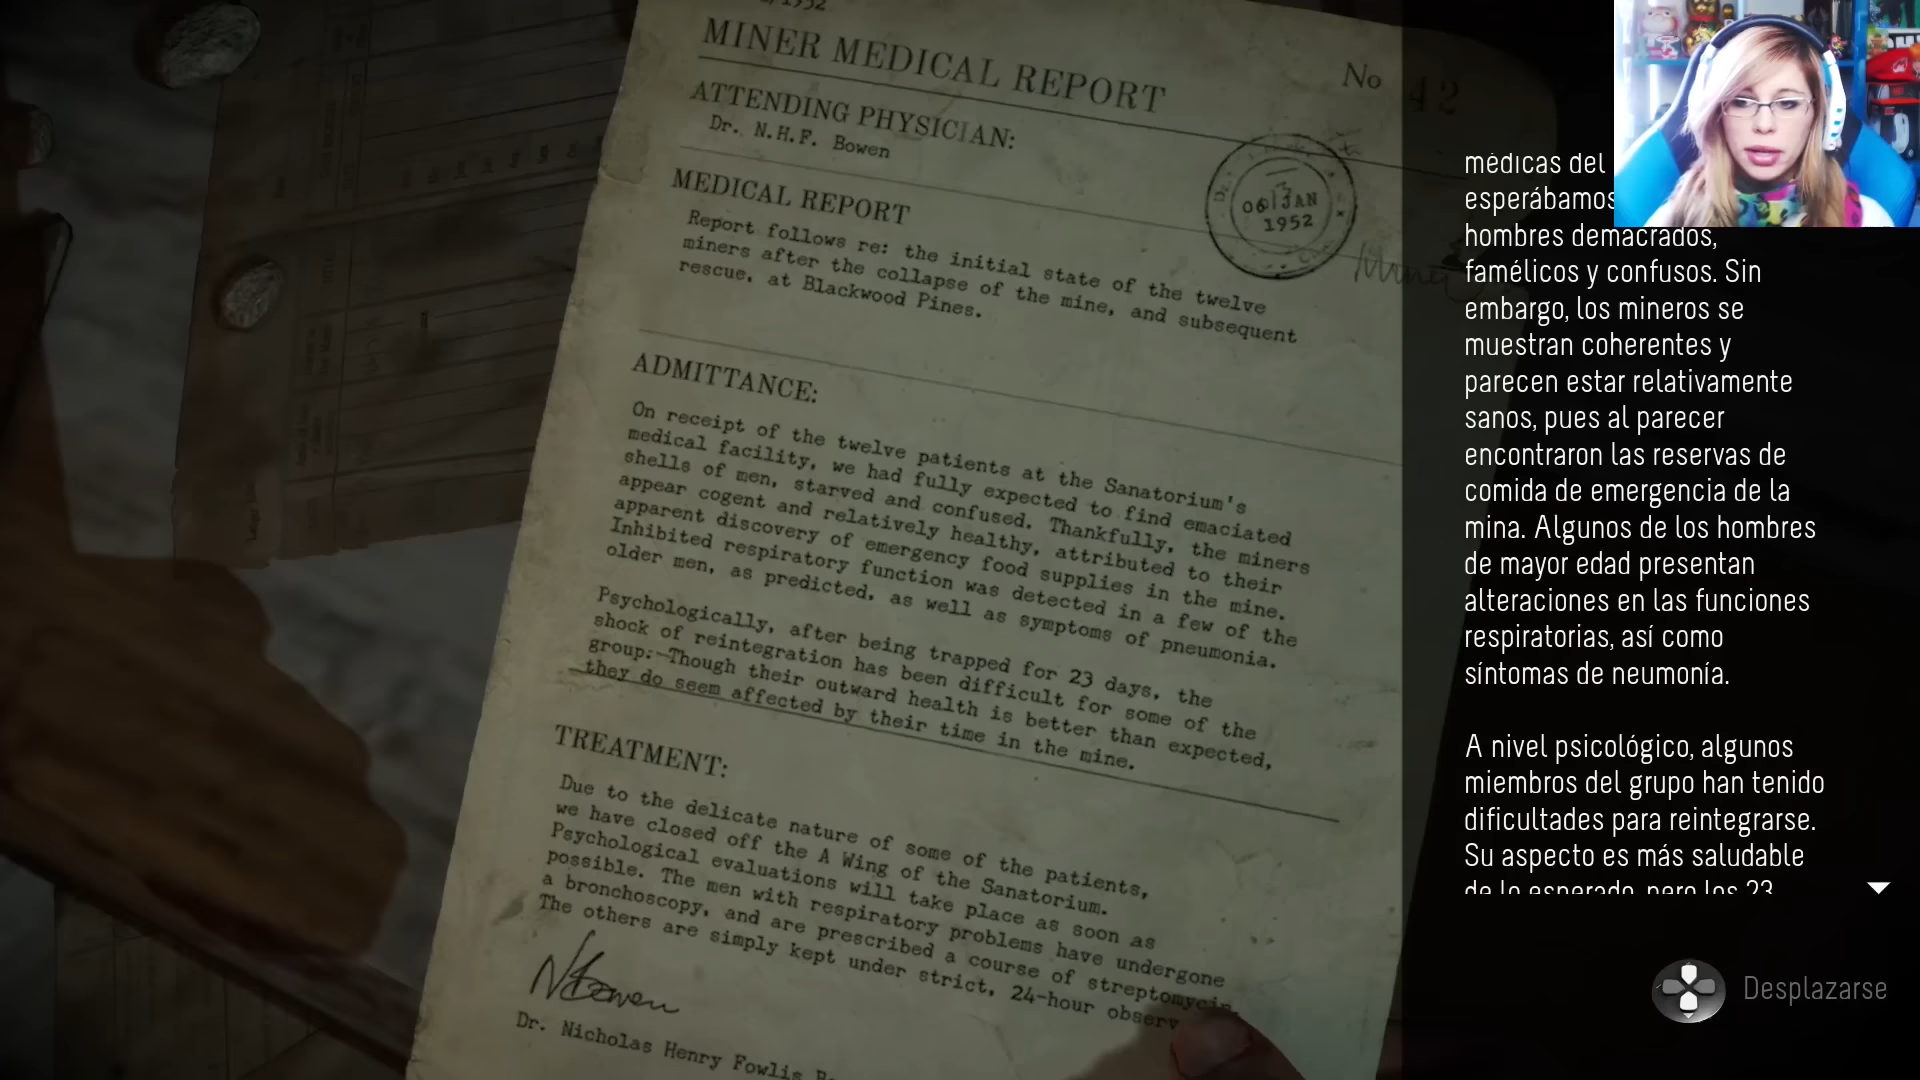 MINER MEDICAL REPORT
No 42
ATTENDING PHYSICIAN:
Dr. N.H.F. Bowen
06 JAN
1952
MEDICAL REPORT
Report follows re: the initial state of the twelve
miners after the collapse of the mine, and subsequent
rescue, at Blackwood Pines.
ADMITTANCE:
On receipt of the twelve patients at the Sanatorium's
medical facility, we had fully expected to find emaciated
shells of men, starved and confused. Thankfully, the miners
appear cogent and relatively healthy, attributed to their
apparent discovery of emergency food supplies in the mine.
Inhibited respiratory function was detected in a few of the
older men, as predicted, as well as symptoms of pneumonia.
Psychologically, after being trapped for 23 days, the
shock of reintegration has been difficult for some of the
group: Though their outward health is better than expected,
they do seem affected by their time in the mine.
TREATMENT:
Due to the delicate nature of some of the patients,
we have closed off the A Wing of the Sanatorium.
Psychological evaluations will take place as soon as
possible. The men with respiratory problems have undergone
a bronchoscopy, and are prescribed a course of streptomycin.
The others are simply kept under strict, 24-hour observ
NBowen
Dr. Nicholas Henry Fowlis
médicas del
esperábamos
hombres demacrados,
famélicos y confusos. Sin
embargo, los mineros se
muestran coherentes y
parecen estar relativamente
sanos, pues al parecer
encontraron las reservas de
comida de emergencia de la
mina. Algunos de los hombres
de mayor edad presentan
alteraciones en las funciones
respiratorias, así como
síntomas de neumonía.
A nivel psicológico, algunos
miembros del grupo han tenido
dificultades para reintegrarse.
Su aspecto es más saludable
de lo esperado, pero los 23
Desplazarse